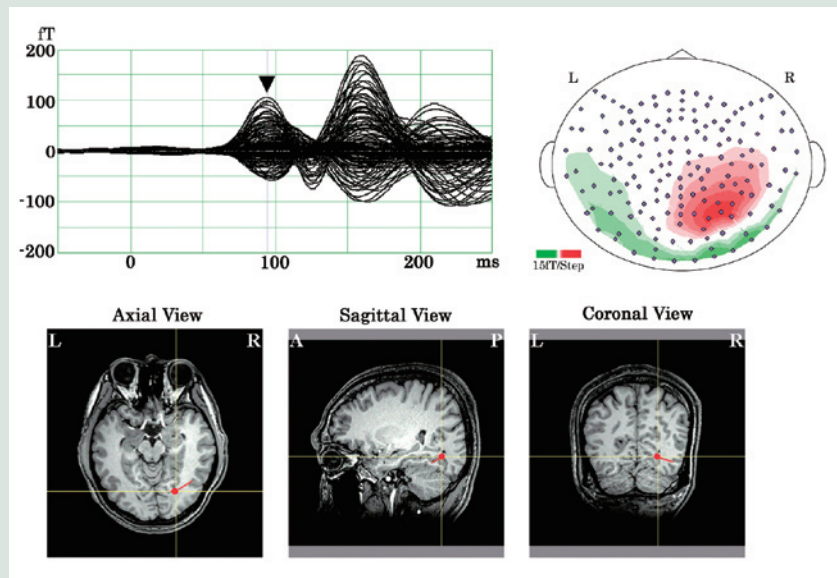 fT
200
100
0
-100
-200
0
100
200
ms
L
R
15fT/Step
Axial View
Sagittal View
Coronal View
L
R
A
P
L
R